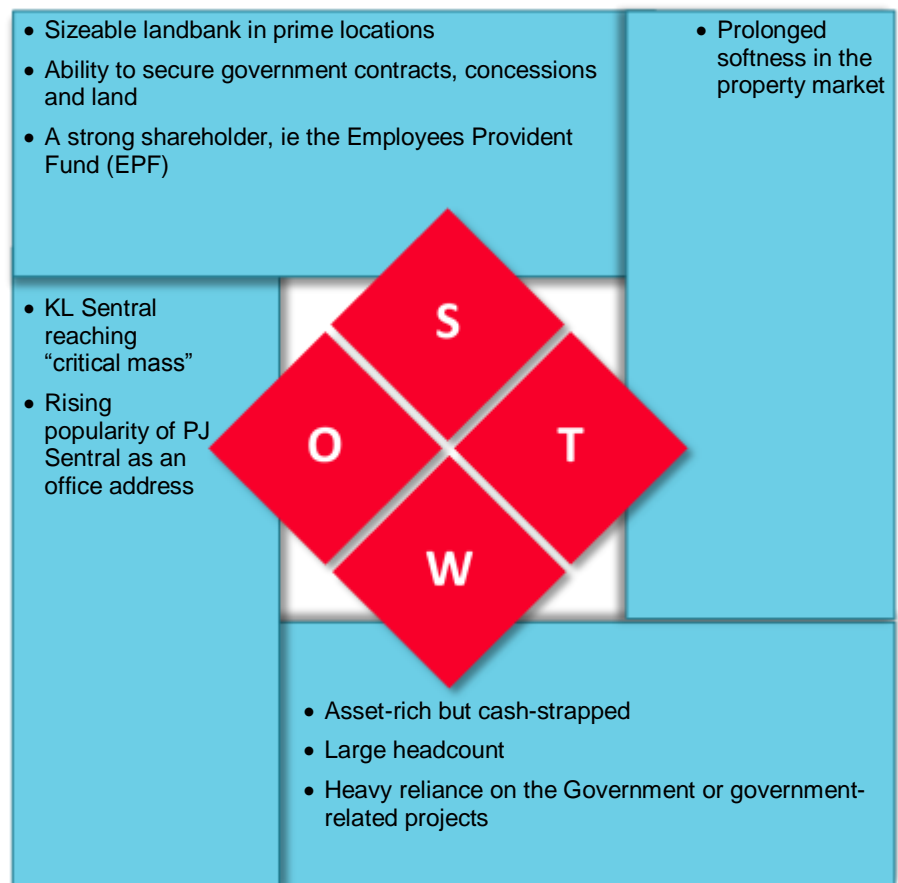 • Sizeable landbank in prime locations
• Ability to secure government contracts, concessions
and land
• A strong shareholder, ie the Employees Provident
Fund (EPF)
• Prolonged
softness in the
property market
• KL Sentral
reaching
“critical mass”
• Rising
popularity of PJ
Sentral as an
office address
S
O
T
W
• Asset-rich but cash-strapped
• Large headcount
• Heavy reliance on the Government or government-
related projects